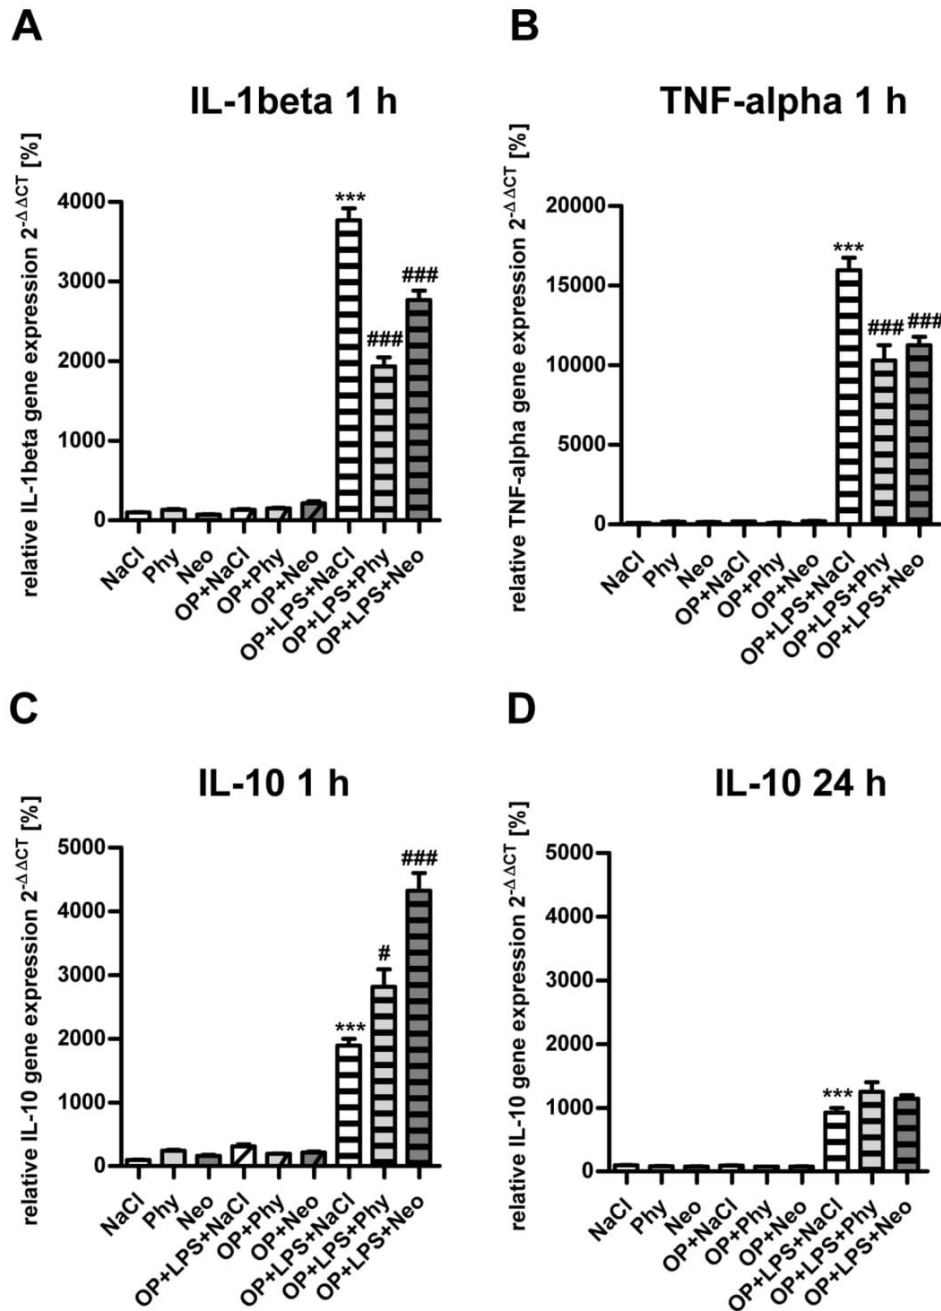 A
IL-1beta 1 h
relative IL-1beta gene expression 2^-ΔΔCT [%]
4000
3000
2000
1000
0
***
###
###
NaCl
Phy
Neo
OP+NaCl
OP+Phy
OP+Neo
OP+LPS+NaCl
OP+LPS+Phy
OP+LPS+Neo
B
TNF-alpha 1 h
relative TNF-alpha gene expression 2^-ΔΔCT [%]
20000
15000
10000
5000
0
***
###
###
NaCl
Phy
Neo
OP+NaCl
OP+Phy
OP+Neo
OP+LPS+NaCl
OP+LPS+Phy
OP+LPS+Neo
C
IL-10 1 h
relative IL-10 gene expression 2^-ΔΔCT [%]
5000
4000
3000
2000
1000
0
***
#
###
NaCl
Phy
Neo
OP+LPS+NaCl
OP+Phy
OP+Neo
OP+LPS+NaCl
OP+LPS+Phy
OP+LPS+Neo
D
IL-10 24 h
relative IL-10 gene expression 2^-ΔΔCT [%]
5000
4000
3000
2000
1000
0
***
NaCl
Phy
Neo
OP+NaCl
OP+Phy
OP+Neo
OP+LPS+NaCl
OP+LPS+Phy
OP+LPS+Neo